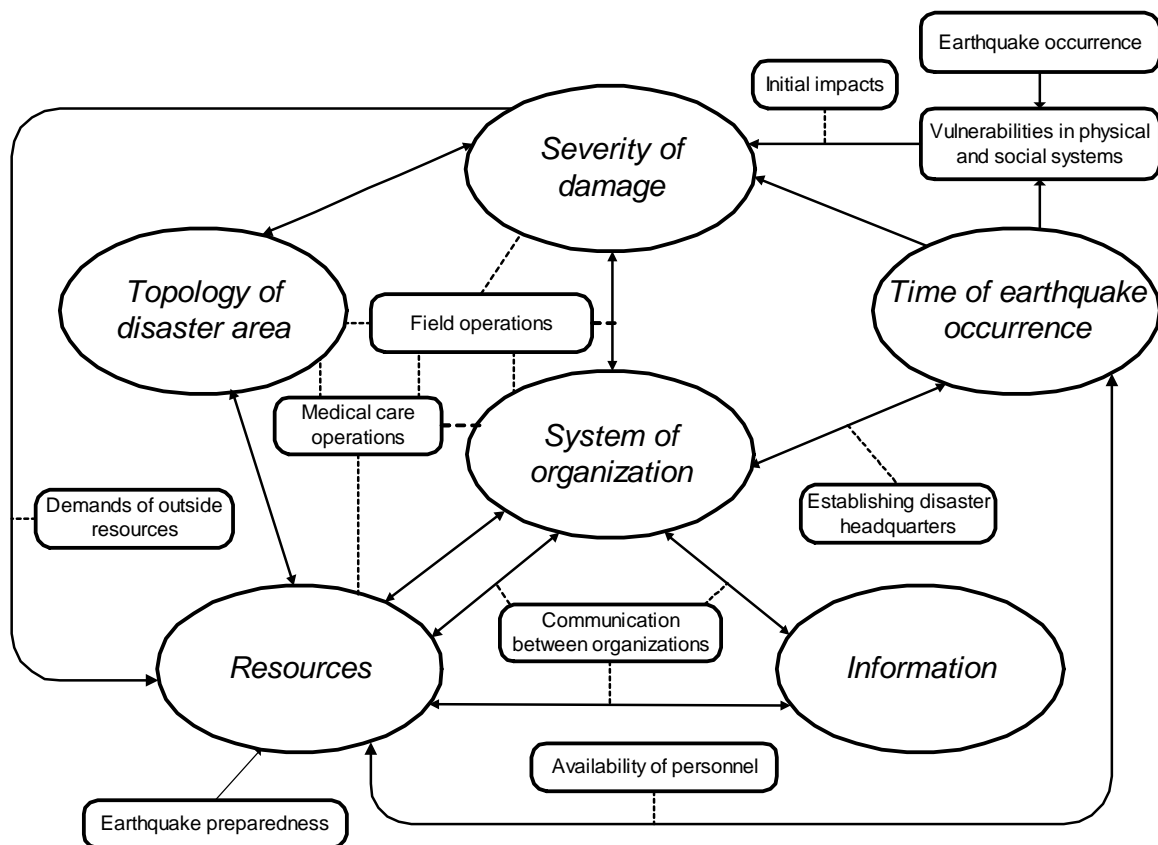 Earthquake occurrence
Initial impacts
Vulnerabilities in physical
and social systems
Severity of
damage
Topology of
disaster area
Time of earthquake
occurrence
Field operations
Medical care
operations
System of
organization
Demands of outside
resources
Establishing disaster
headquarters
Communication
between organizations
Resources
Information
Availability of personnel
Earthquake preparedness